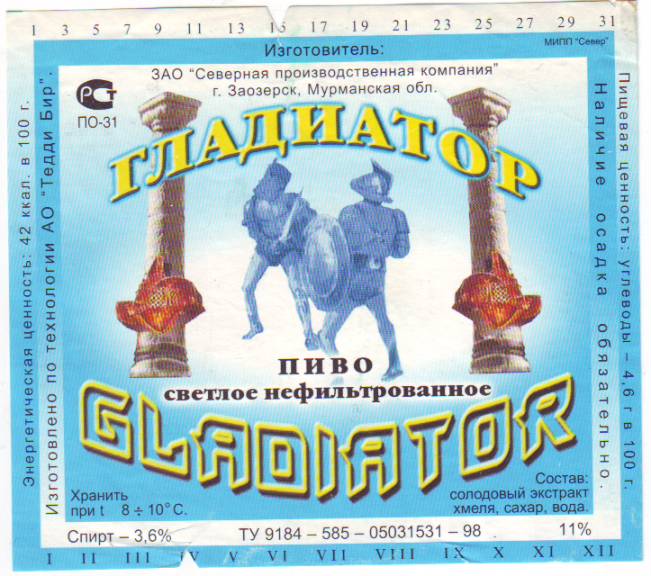 1 3 5 7 9 11 13 15 17 19 21 23 25 27 29 31
МИПП “Север”
Изготовитель:
ЗАО “Северная производственная компания”
г. Заозерск, Мурманская обл.
РСТ
ПО-31
ГЛАДИАТОР
Энергетическая ценность: 42 ккал. в 100 г.
Изготовлено по технологии АО “Тедди Бир”.
Наличие осадка обязательно.
Пищевая ценность: углеводы – 4,6 г в 100 г.
ПИВО
светлое нефильтрованное
GLADIATOR
Хранить
при t 8 ÷ 10° С.
Состав:
солодовый экстракт
хмеля, сахар, вода.
Спирт – 3,6% ТУ 9184 – 585 – 05031531 – 98 11%
I II III IV V VI VII VIII IX X XI XII